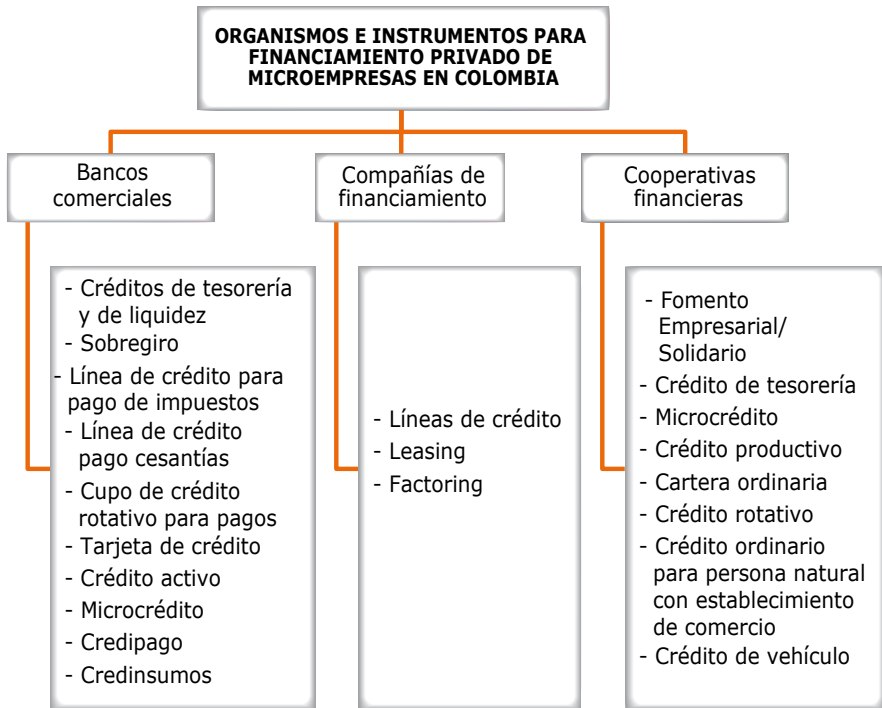 ORGANISMOS E INSTRUMENTOS PARA
FINANCIAMIENTO PRIVADO DE
MICROEMPRESAS EN COLOMBIA
Bancos
comerciales
Compañías de
financiamiento
Cooperativas
financieras
- Créditos de tesorería
y de liquidez
- Sobregiro
- Línea de crédito para
pago de impuestos
- Línea de crédito
pago cesantías
- Cupo de crédito
rotativo para pagos
- Tarjeta de crédito
- Crédito activo
- Microcrédito
- Credipago
- Credinsumos
- Líneas de crédito
- Leasing
- Factoring
- Fomento
Empresarial/
Solidario
- Crédito de tesorería
- Microcrédito
- Crédito productivo
- Cartera ordinaria
- Crédito rotativo
- Crédito ordinario
para persona natural
con establecimiento
de comercio
- Crédito de vehículo